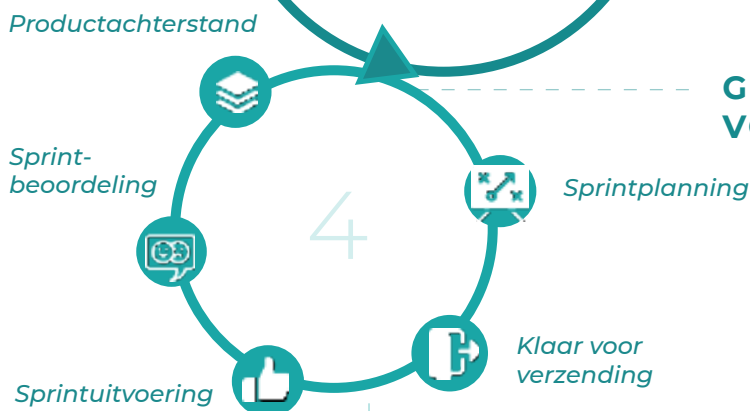 Productachterstand
Sprint-
beoordeling
4
Sprintplanning
Klaar voor
verzending
Sprintuitvoering